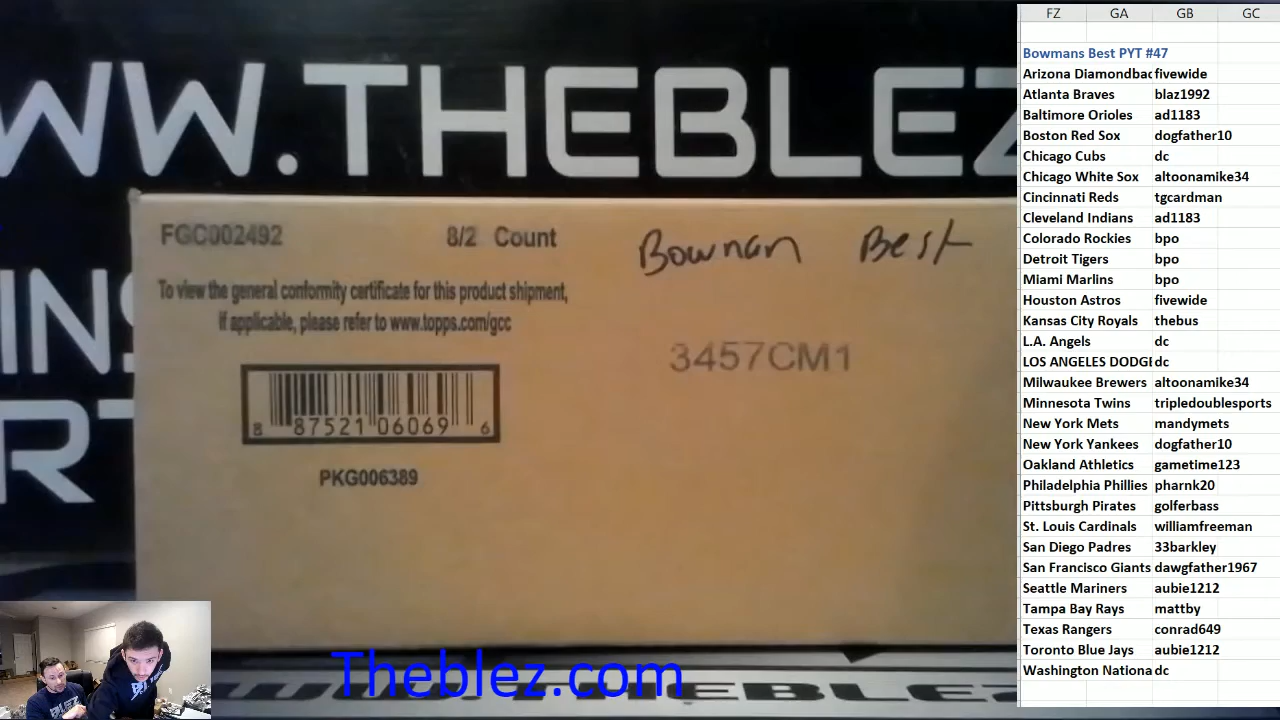 WW.THEBLEZ
FGC002492
8/2 Count
Bowman Best
To view the general conformity certificate for this product shipment,
if applicable, please refer to www.topps.com/gcc
3457CM1
8 87521 06069 6
PKG006389
Theblez.com
FZ GA GB GC
Bowmans Best PYT #47
Arizona Diamondbac fivewide
Atlanta Braves blaz1992
Baltimore Orioles ad1183
Boston Red Sox dogfather10
Chicago Cubs dc
Chicago White Sox altoonamike34
Cincinnati Reds tgcardman
Cleveland Indians ad1183
Colorado Rockies bpo
Detroit Tigers bpo
Miami Marlins bpo
Houston Astros fivewide
Kansas City Royals thebus
L.A. Angels dc
LOS ANGELES DODGE dc
Milwaukee Brewers altoonamike34
Minnesota Twins tripledoublesports
New York Mets mandymets
New York Yankees dogfather10
Oakland Athletics gametime123
Philadelphia Phillies pharnk20
Pittsburgh Pirates golferbass
St. Louis Cardinals williamfreeman
San Diego Padres 33barkley
San Francisco Giants dawgfather1967
Seattle Mariners aubie1212
Tampa Bay Rays mattby
Texas Rangers conrad649
Toronto Blue Jays aubie1212
Washington Nationa dc